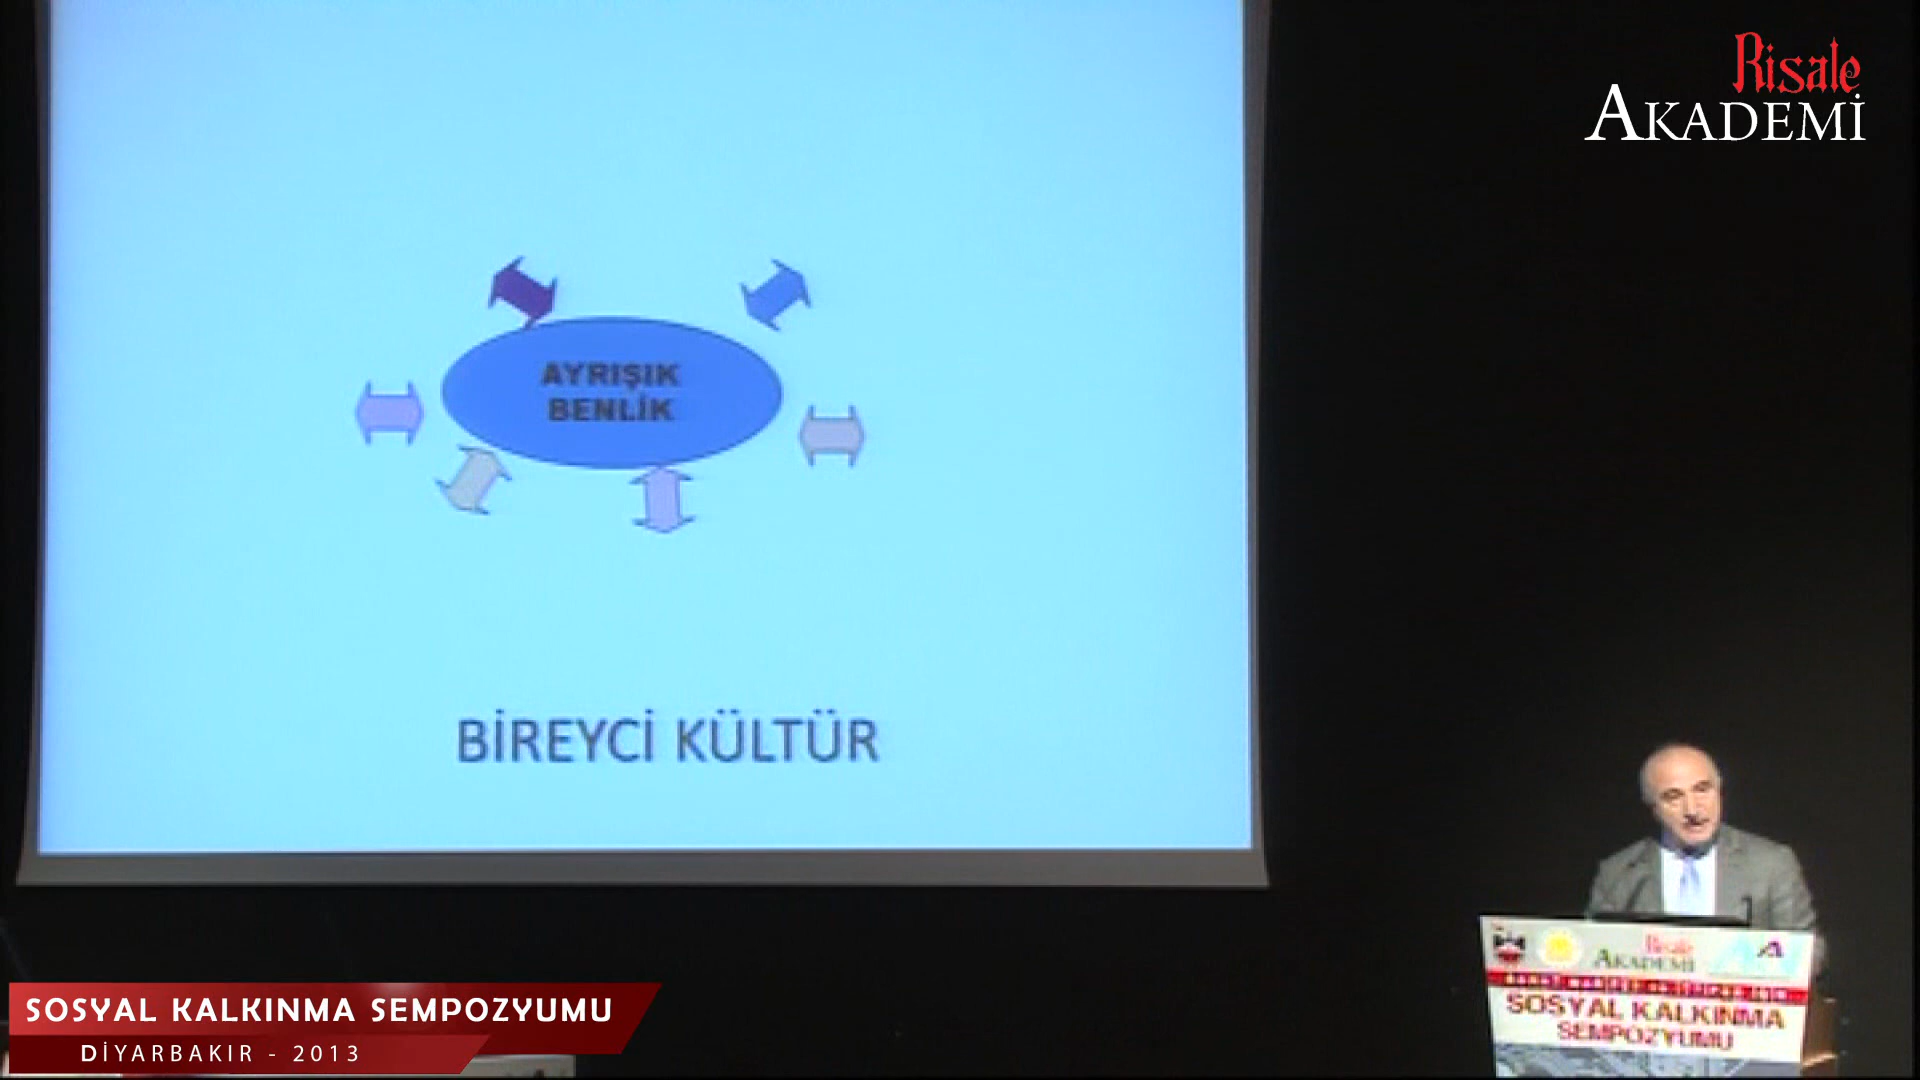 Risale
AKADEMİ
AYRIŞIK
BENLİK
BİREYCİ KÜLTÜR
Risale
AKADEMİ
SOSYAL KALKINMA
SEMPOZYUMU
SOSYAL KALKINMA SEMPOZYUMU
DİYARBAKIR - 2013